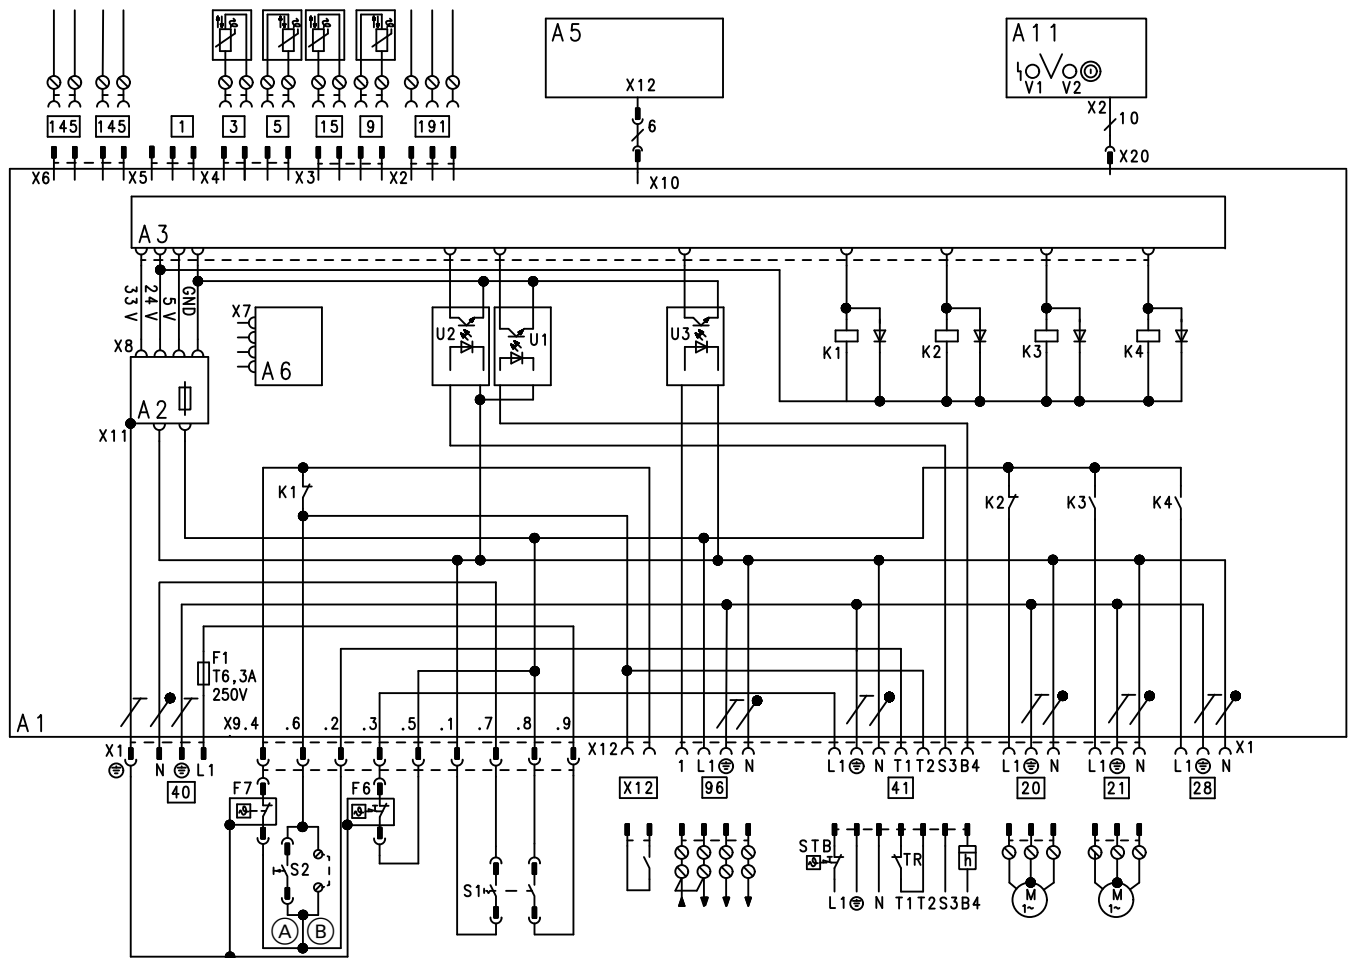 A5
X12
6
X10
A11
V1 V2
X2
10
X20
145 145 1 3 5 15 9 191
X6 X5 X4 X3 X2
A3
33 V
24 V
5 V
GND
X7
A6
X8
A2
X11
U2 U1 U3
K1 K2 K3 K4
K1
K2 K3 K4
F1
T6,3A
250V
A1
X9.4 .6 .2 .3 .5 .1 .7 .8 .9
X1 X12 X1
N L1
1 L1 N
L1 N T1 T2 S3 B4
L1 N
L1 N
L1 N
40 X12 96 41 20 21 28
F7 F6
S2
A B
S1
STB
TR
h
L1 N T1 T2 S3 B4
M
1~
M
1~